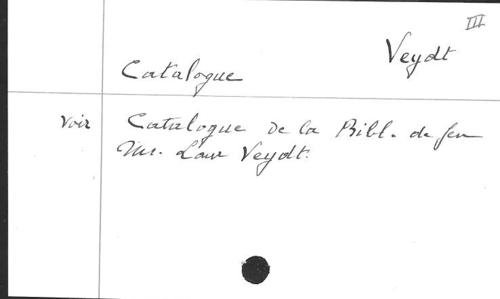 III
Veydt
Catalogue
voir Catalogue de la Bibl. de feu
Mr. Laur Veydt.